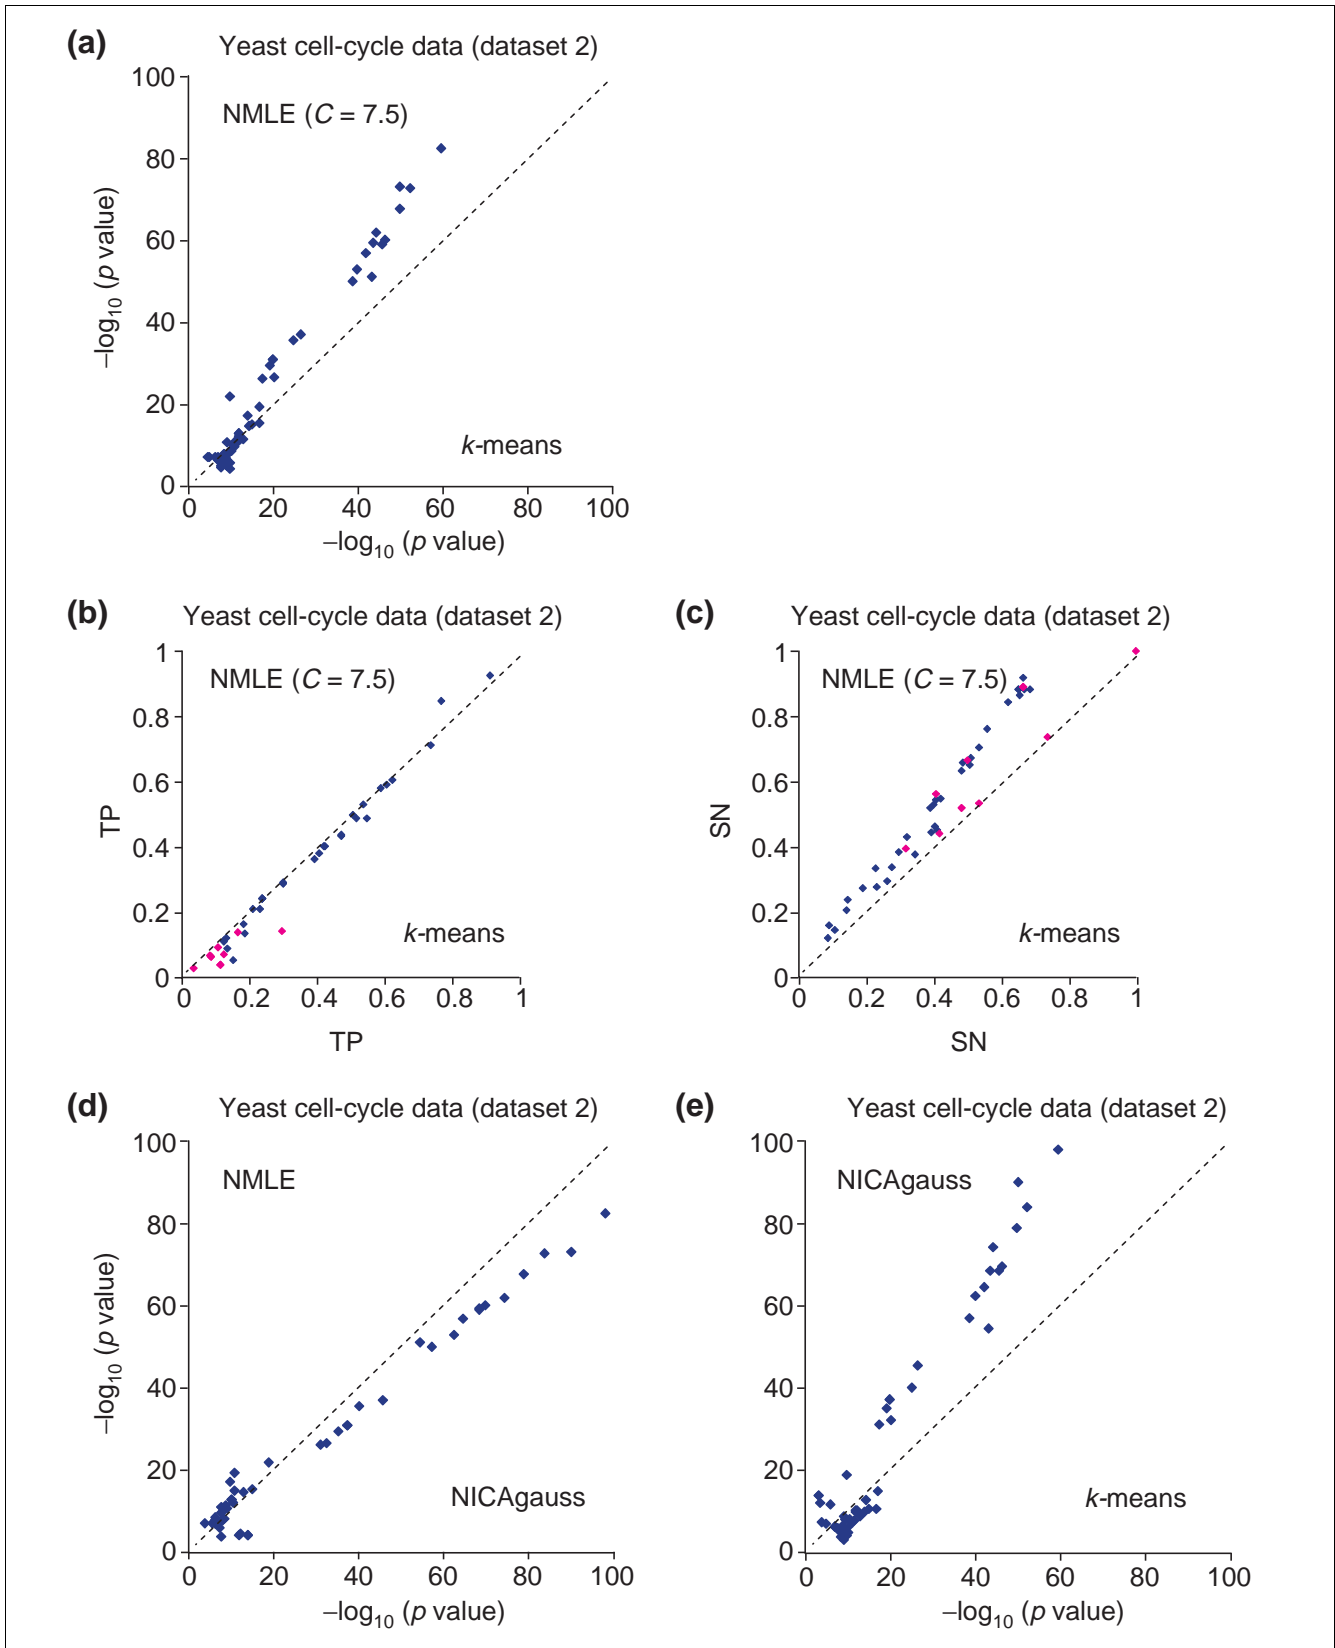 (a)
Yeast cell-cycle data (dataset 2)
NMLE (C = 7.5)
–log10 (p value)
100
80
60
40
20
0
k-means
0 20 40 60 80 100
–log10 (p value)
(b)
Yeast cell-cycle data (dataset 2)
NMLE (C = 7.5)
TP
1
0.8
0.6
0.4
0.2
0
k-means
0 0.2 0.4 0.6 0.8 1
TP
(c)
Yeast cell-cycle data (dataset 2)
NMLE (C = 7.5)
SN
1
0.8
0.6
0.4
0.2
0
k-means
0 0.2 0.4 0.6 0.8 1
SN
(d)
Yeast cell-cycle data (dataset 2)
NMLE
–log10 (p value)
100
80
60
40
20
0
NICAgauss
0 20 40 60 80 100
–log10 (p value)
(e)
Yeast cell-cycle data (dataset 2)
NICAgauss
100
80
60
40
20
0
k-means
0 20 40 60 80 100
–log10 (p value)